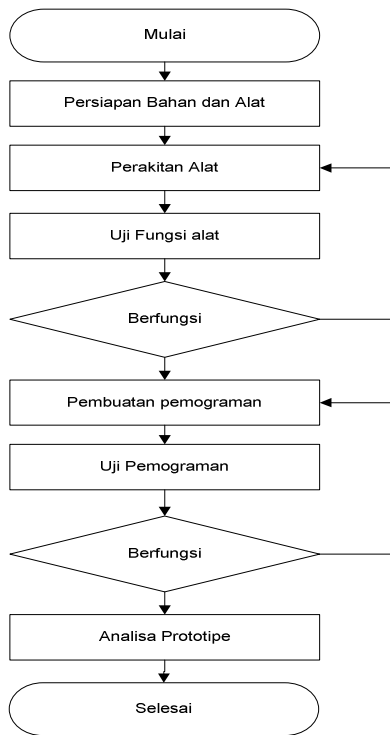 Mulai
Persiapan Bahan dan Alat
Perakitan Alat
Uji Fungsi alat
Berfungsi
Pembuatan pemograman
Uji Pemograman
Berfungsi
Analisa Prototipe
Selesai